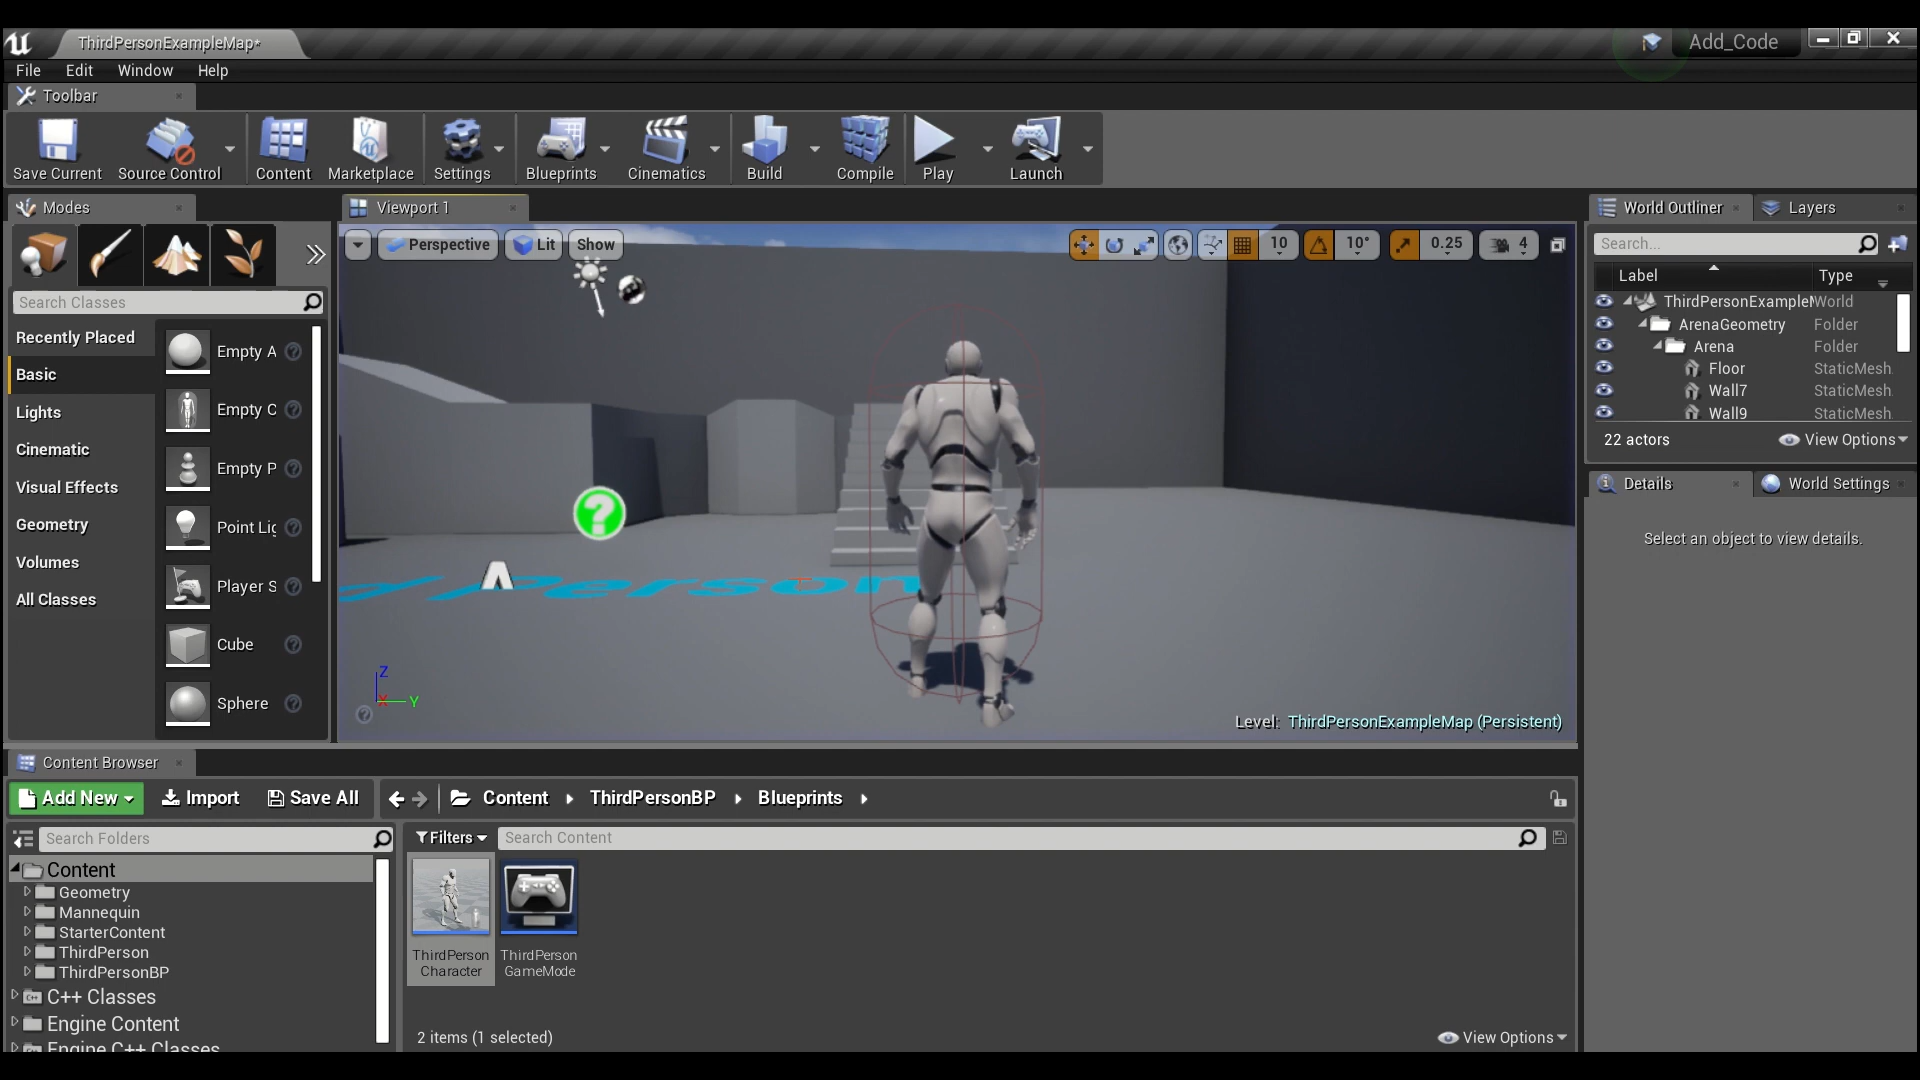 ThirdPersonExampleMap*
Add_Code
File Edit Window Help
Toolbar
Save Current Source Control Content Marketplace Settings Blueprints Cinematics Build Compile Play Launch
Modes
Viewport 1
World Outliner Layers
Perspective Lit Show 10 10° 0.25 4
Search...
Label Type
Search Classes
Recently Placed
Basic
Lights
Cinematic
Visual Effects
Geometry
Volumes
All Classes
Empty A
Empty C
Empty P
Point Lig
Player S
Cube
Sphere
ThirdPersonExampleM World
ArenaGeometry Folder
Arena Folder
Floor StaticMesh
Wall7 StaticMesh
Wall9 StaticMesh
22 actors View Options
Details World Settings
Select an object to view details.
?
Person
Z
X Y
Level: ThirdPersonExampleMap (Persistent)
Content Browser
Add New Import Save All Content ThirdPersonBP Blueprints
Search Folders
Filters Search Content
Content
Geometry
Mannequin
StarterContent
ThirdPerson
ThirdPersonBP
C++ Classes
Engine Content
Engine C++ Classes
ThirdPerson
Character
ThirdPerson
GameMode
2 items (1 selected) View Options